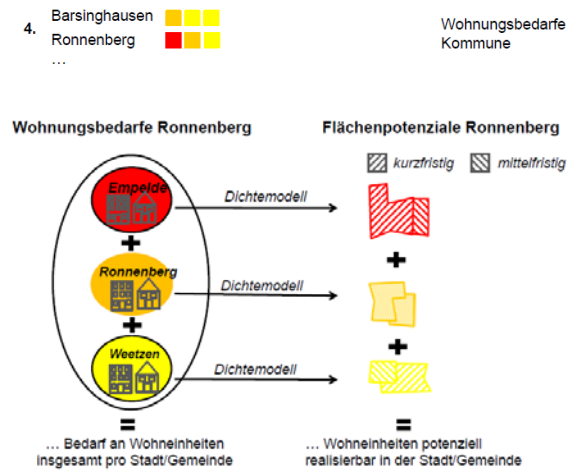 4.
Barsinghausen
Ronnenberg
…
Wohnungsbedarfe
Kommune
Wohnungsbedarfe Ronnenberg
Flächenpotenziale Ronnenberg
kurzfristig
mittelfristig
Empelde
Dichtemodell
+
+
Ronnenberg
Dichtemodell
+
+
Weetzen
Dichtemodell
=
=
… Bedarf an Wohneinheiten
insgesamt pro Stadt/Gemeinde
… Wohneinheiten potenziell
realisierbar in der Stadt/Gemeinde